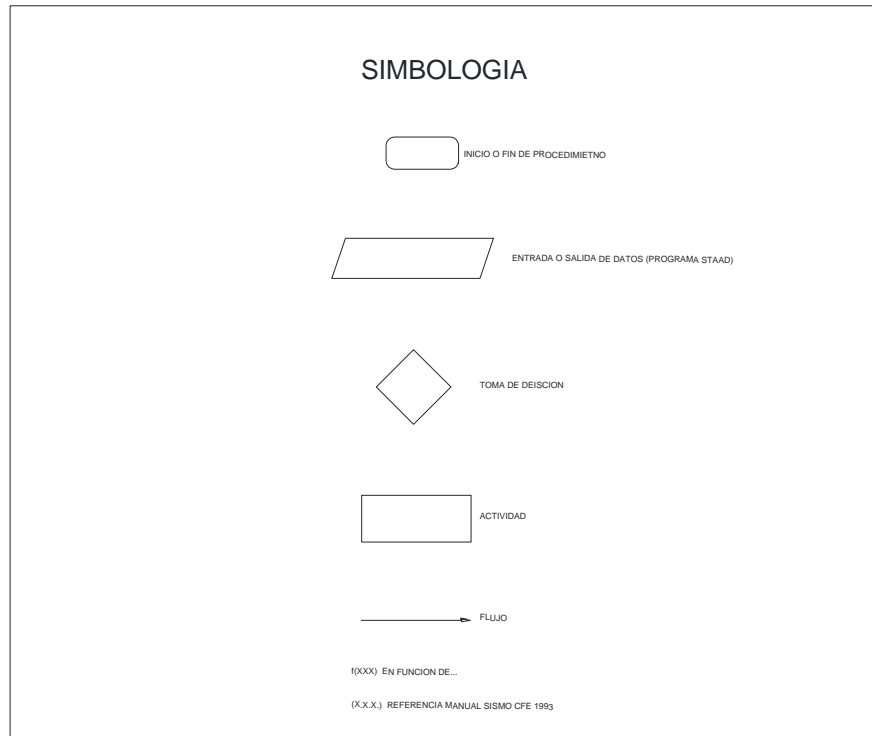 SIMBOLOGIA
INICIO O FIN DE PROCEDIMIETNO
ENTRADA O SALIDA DE DATOS (PROGRAMA STAAD)
TOMA DE DEISCION
ACTIVIDAD
FLUJO
f(XXX) EN FUNCION DE...
(X.X.X.) REFERENCIA MANUAL SISMO CFE 1993